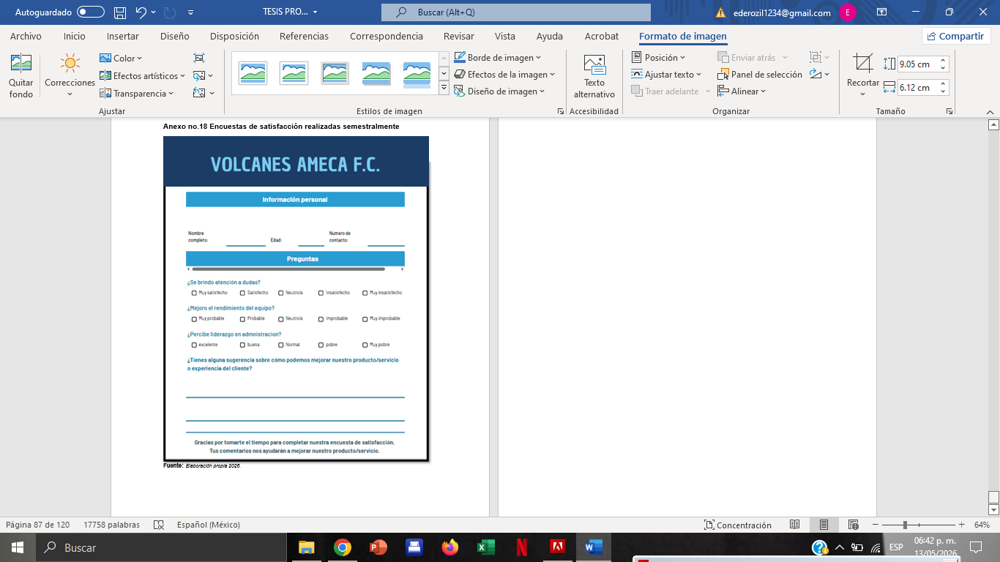 Autoguardado
TESIS PRO...
Buscar (Alt+Q)
ederozil1234@gmail.com
E
Archivo
Inicio
Insertar
Diseño
Disposición
Referencias
Correspondencia
Revisar
Vista
Ayuda
Acrobat
Formato de imagen
Compartir
Quitar
fondo
Correcciones
Color
Efectos artísticos
Transparencia
Ajustar
Estilos de imagen
Borde de imagen
Efectos de la imagen
Diseño de imagen
Texto
alternativo
Accesibilidad
Posición
Ajustar texto
Traer adelante
Enviar atrás
Panel de selección
Alinear
Organizar
Recortar
9.05 cm
6.12 cm
Tamaño
Anexo no.18 Encuestas de satisfacción realizadas semestralmente
VOLCANES AMECA F.C.
Información personal
Nombre
completo:
Edad:
Número de
contacto:
Preguntas
¿Se brindo atención a dudas?
Muy satisfecho Satisfecho Neutro/a Insatisfecho Muy insatisfecho
¿Mejoro el rendimiento del equipo?
Muy probable Probable Neutro/a Improbable Muy improbable
¿Percibe liderazgo en admnistracion?
excelente buena Normal pobre Muy pobre
¿Tienes alguna sugerencia sobre cómo podemos mejorar nuestro producto/servicio
o experiencia del cliente?
Gracias por tomarte el tiempo para completar nuestra encuesta de satisfacción.
Tus comentarios nos ayudarán a mejorar nuestro producto/servicio.
Fuente: Elaboración propia 2026.
Página 87 de 120
17758 palabras
Español (México)
Concentración
64%
Buscar
ESP
06:42 p. m.
13/05/2026